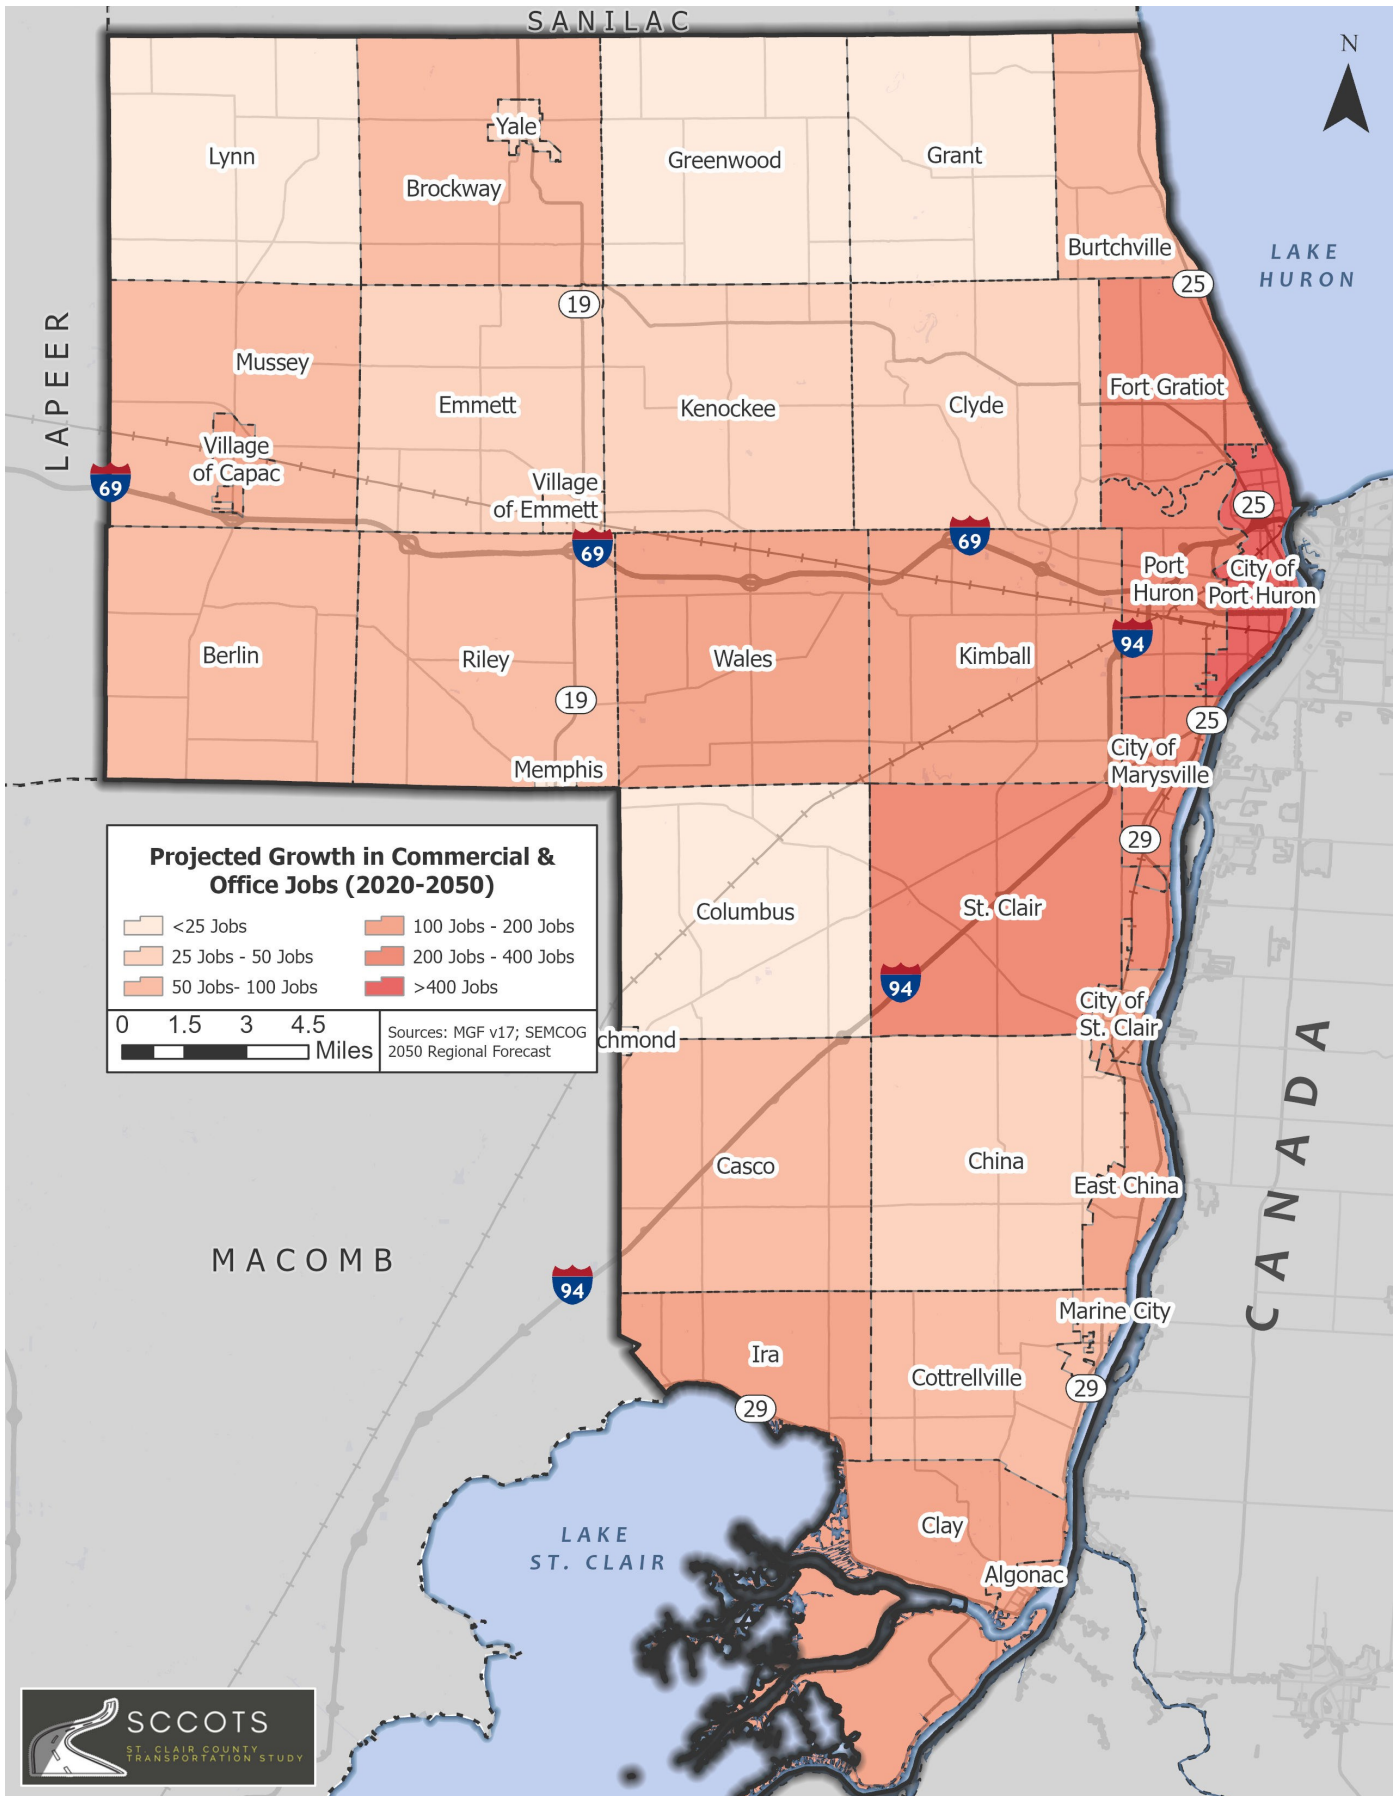 SANILAC
N
Yale
Lynn
Greenwood
Grant
Brockway
Burtchville
LAKE
HURON
25
19
LAPEER
Mussey
Emmett
Kenockee
Clyde
Fort Gratiot
Village
of Capac
69
Village
of Emmett
25
69
69
Port
Huron
City of
Port Huron
94
Berlin
Riley
Wales
Kimball
19
25
Memphis
City of
Marysville
29
Projected Growth in Commercial &
Office Jobs (2020-2050)
<25 Jobs
25 Jobs - 50 Jobs
50 Jobs- 100 Jobs
100 Jobs - 200 Jobs
200 Jobs - 400 Jobs
>400 Jobs
0 1.5 3 4.5
Miles
Sources: MGF v17; SEMCOG
2050 Regional Forecast
Columbus
St. Clair
94
City of
St. Clair
chmond
CANADA
Casco
China
East China
MACOMB
94
Marine City
Ira
Cottrellville
29
29
LAKE
ST. CLAIR
Clay
Algonac
SCCOTS
ST. CLAIR COUNTY
TRANSPORTATION STUDY